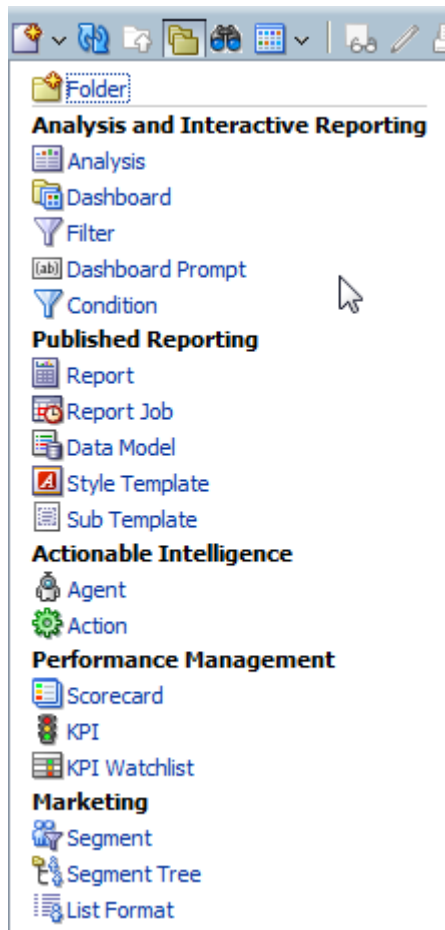 Folder
Analysis and Interactive Reporting
Analysis
Dashboard
Filter
(ab) Dashboard Prompt
Condition
Published Reporting
Report
Report Job
Data Model
A Style Template
Sub Template
Actionable Intelligence
Agent
Action
Performance Management
Scorecard
KPI
KPI Watchlist
Marketing
Segment
Segment Tree
List Format